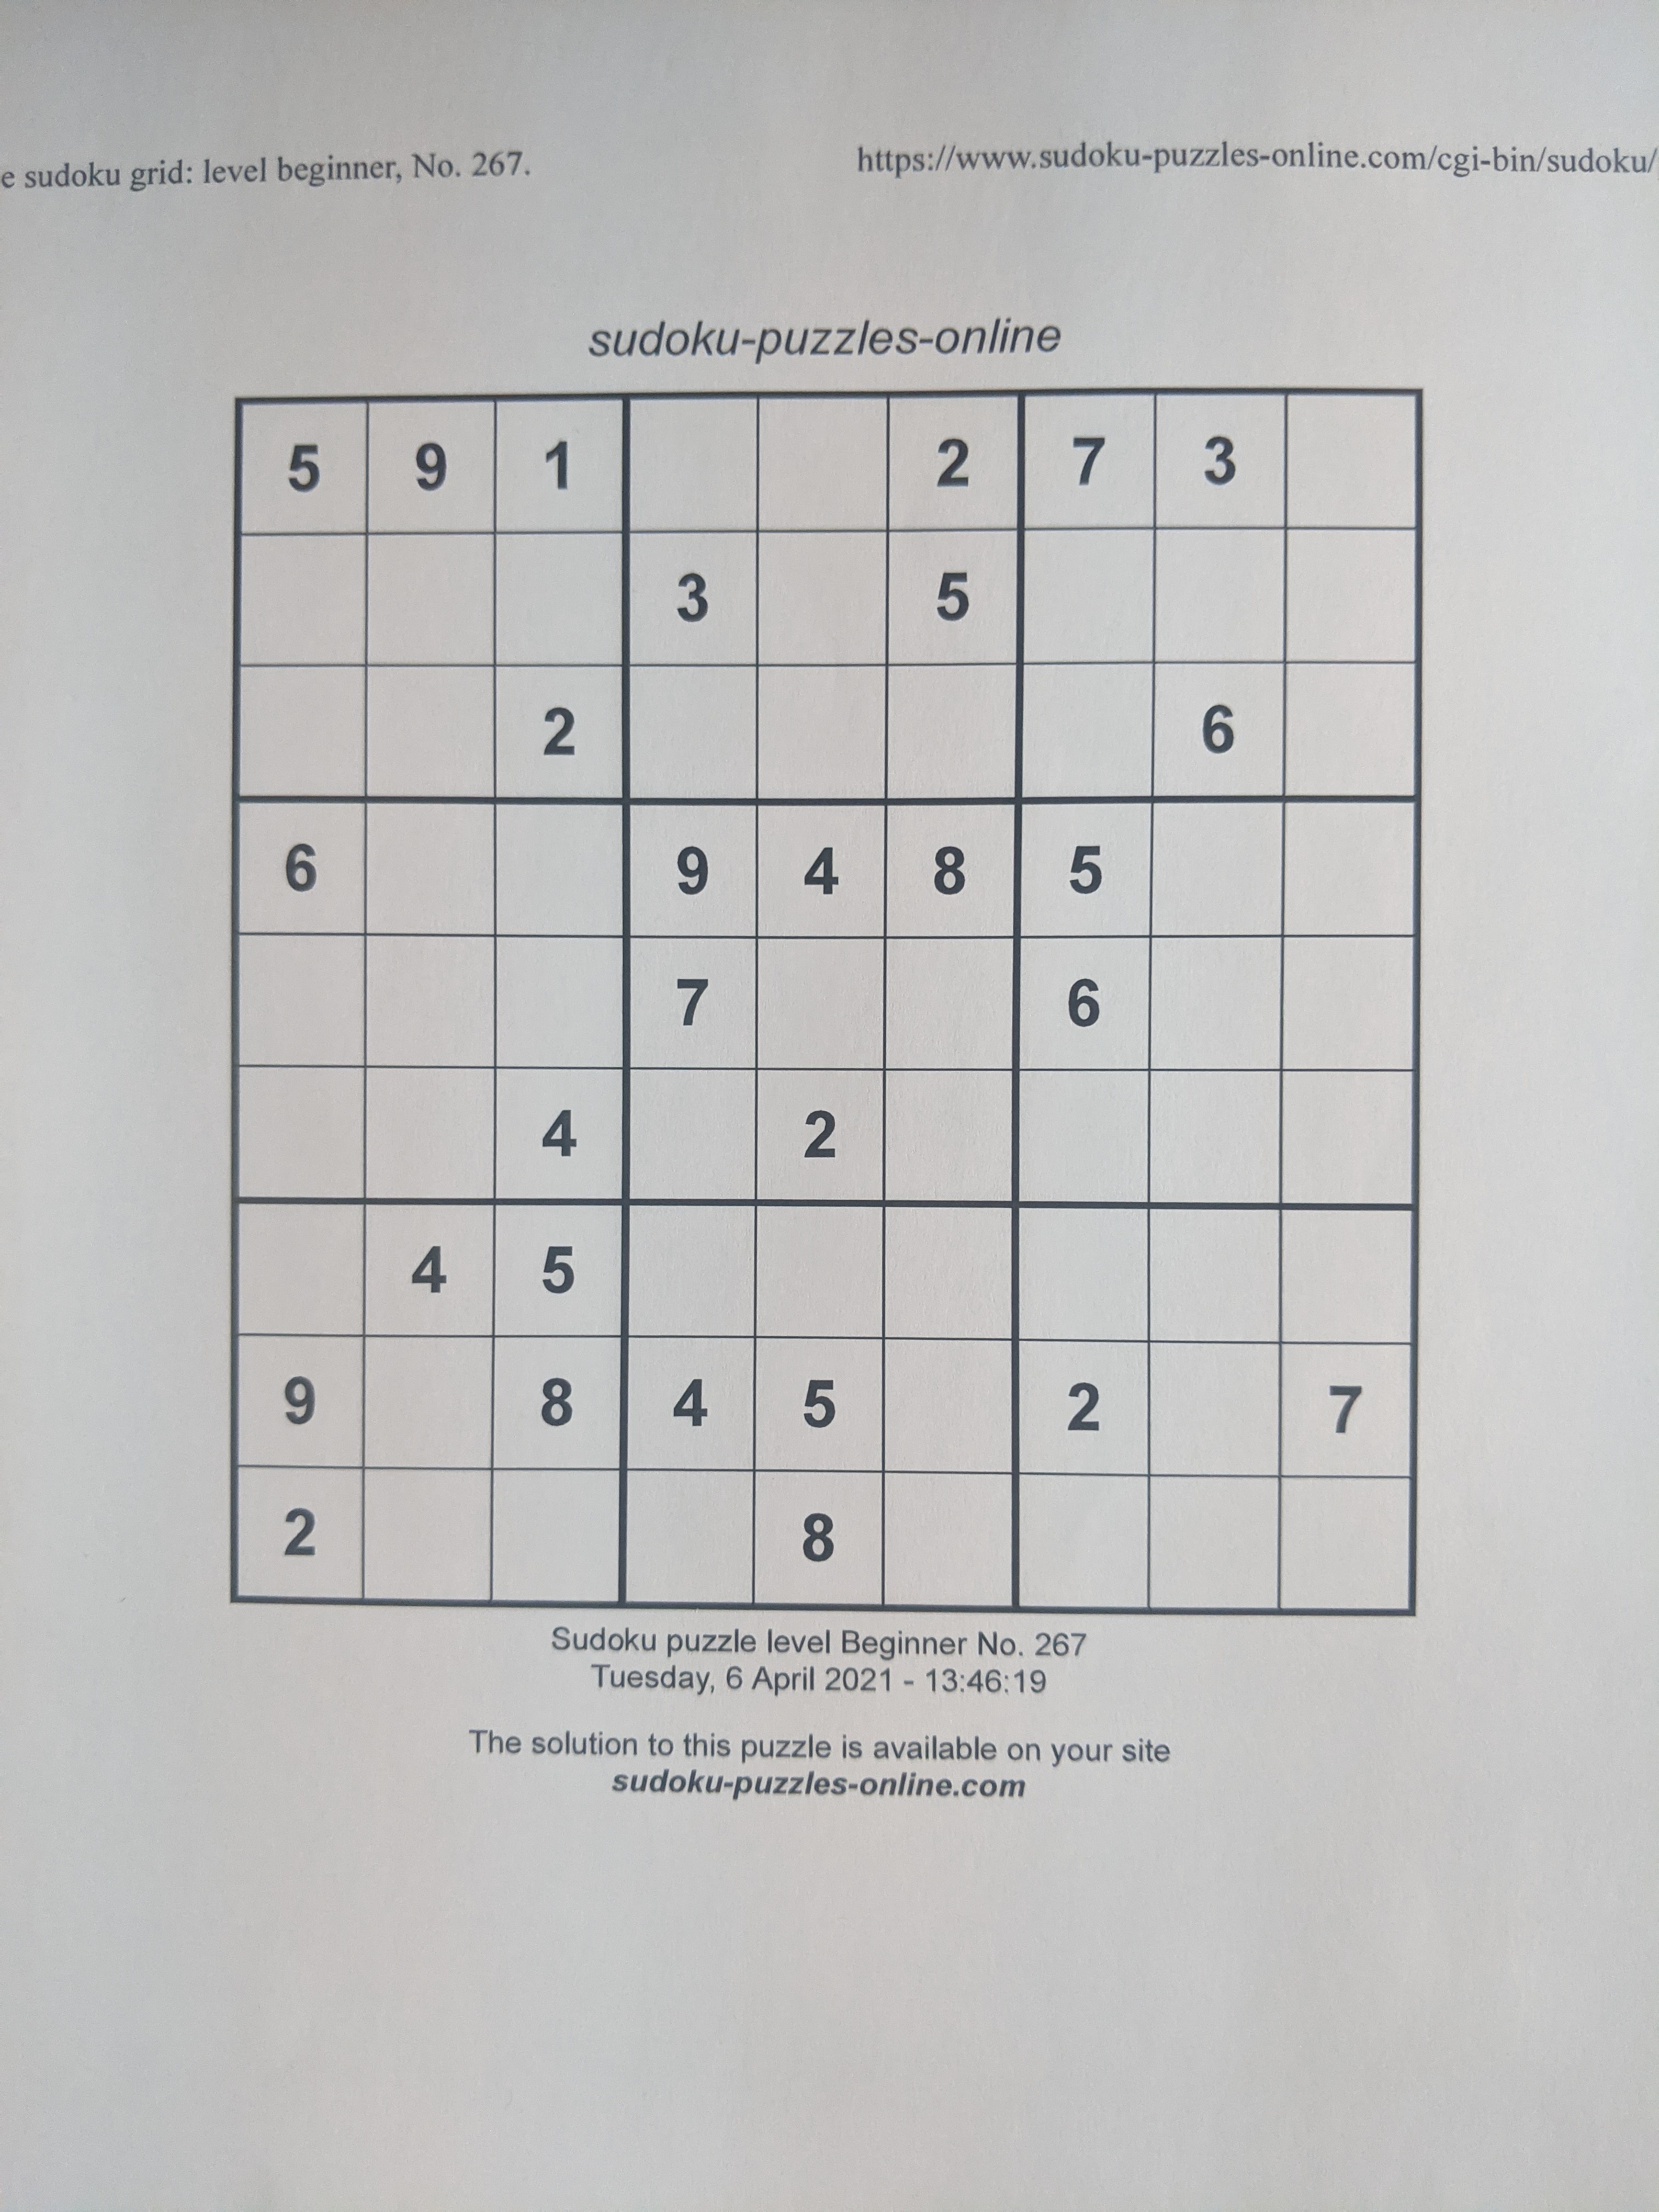 e sudoku grid: level beginner, No. 267.
https://www.sudoku-puzzles-online.com/cgi-bin/sudoku/
sudoku-puzzles-online
5 9 1 2 7 3
3 5
2 6
6 9 4 8 5
7 6
4 2
4 5
9 8 4 5 2 7
2 8
Sudoku puzzle level Beginner No. 267
Tuesday, 6 April 2021 - 13:46:19
The solution to this puzzle is available on your site
sudoku-puzzles-online.com